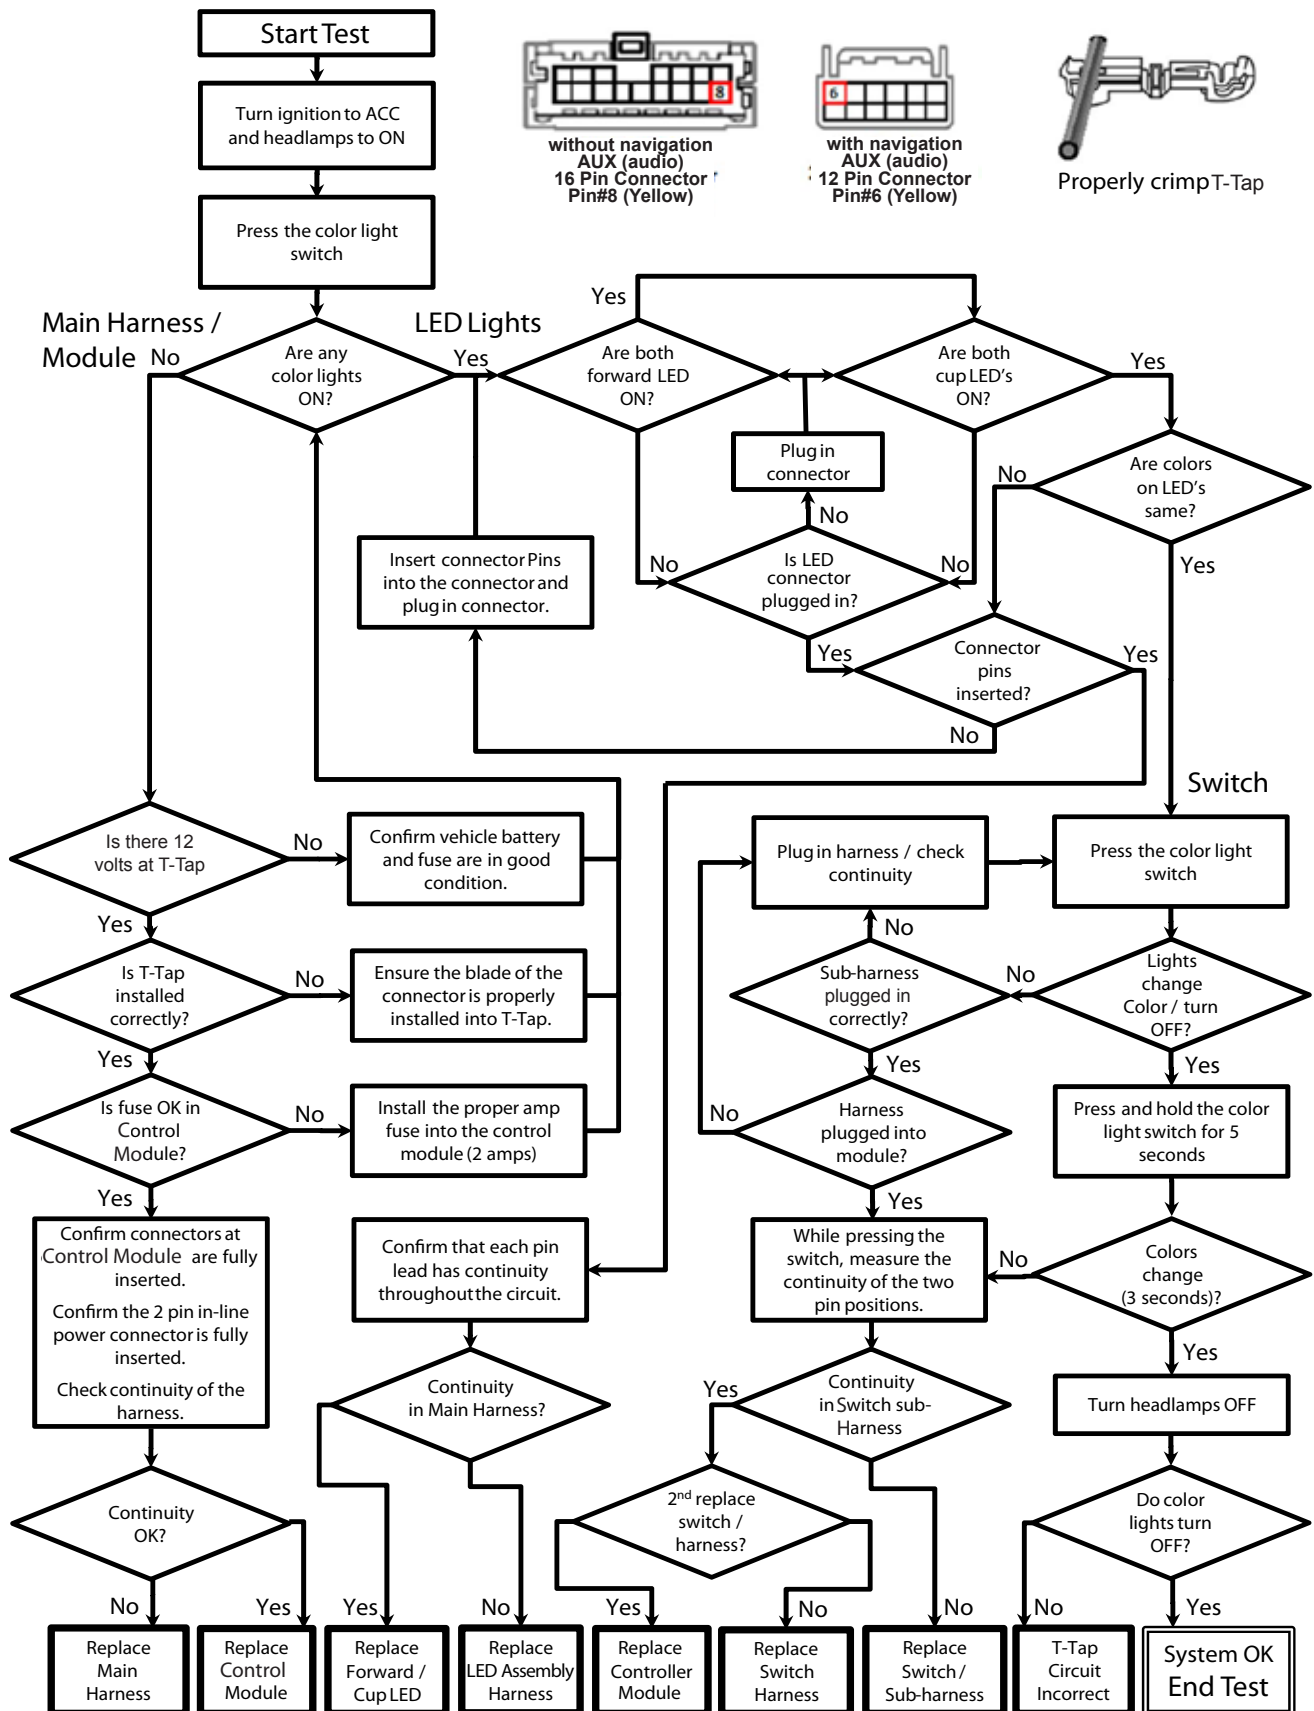 Start Test
Turn ignition to ACC
and headlamps to ON
Press the color light
switch
8
without navigation
AUX (audio)
16 Pin Connector
Pin#8 (Yellow)
6
with navigation
AUX (audio)
12 Pin Connector
Pin#6 (Yellow)
Properly crimp T-Tap
Main Harness /
Module
No
Are any
color lights
ON?
LED Lights
Yes
Are both
forward LED
ON?
Yes
Are both
cup LED's
ON?
Yes
Plug in
connector
No
Are colors
on LED's
same?
No
Insert connector Pins
into the connector and
plug in connector.
No
Is LED
connector
plugged in?
No
Yes
Yes
Connector
pins
inserted?
Yes
No
Switch
Is there 12
volts at T-Tap
No
Confirm vehicle battery
and fuse are in good
condition.
Plug in harness / check
continuity
Press the color light
switch
Yes
No
Is T-Tap
installed
correctly?
No
Ensure the blade of the
connector is properly
installed into T-Tap.
Sub-harness
plugged in
correctly?
No
Lights
change
Color / turn
OFF?
Yes
Yes
Yes
Is fuse OK in
Control
Module?
No
Install the proper amp
fuse into the control
module (2 amps)
No
Harness
plugged into
module?
Press and hold the color
light switch for 5
seconds
Yes
Yes
Confirm connectors at
Control Module are fully
inserted.
Confirm the 2 pin in-line
power connector is fully
inserted.
Check continuity of the
harness.
Confirm that each pin
lead has continuity
throughout the circuit.
While pressing the
switch, measure the
continuity of the two
pin positions.
No
Colors
change
(3 seconds)?
Yes
Continuity
in Main Harness?
Yes
Continuity
in Switch sub-
Harness
Turn headlamps OFF
Continuity
OK?
2nd replace
switch /
harness?
Do color
lights turn
OFF?
No
Yes
Yes
No
Yes
No
No
No
Yes
Replace
Main
Harness
Replace
Control
Module
Replace
Forward /
Cup LED
Replace
LED Assembly
Harness
Replace
Controller
Module
Replace
Switch
Harness
Replace
Switch /
Sub-harness
T-Tap
Circuit
Incorrect
System OK
End Test